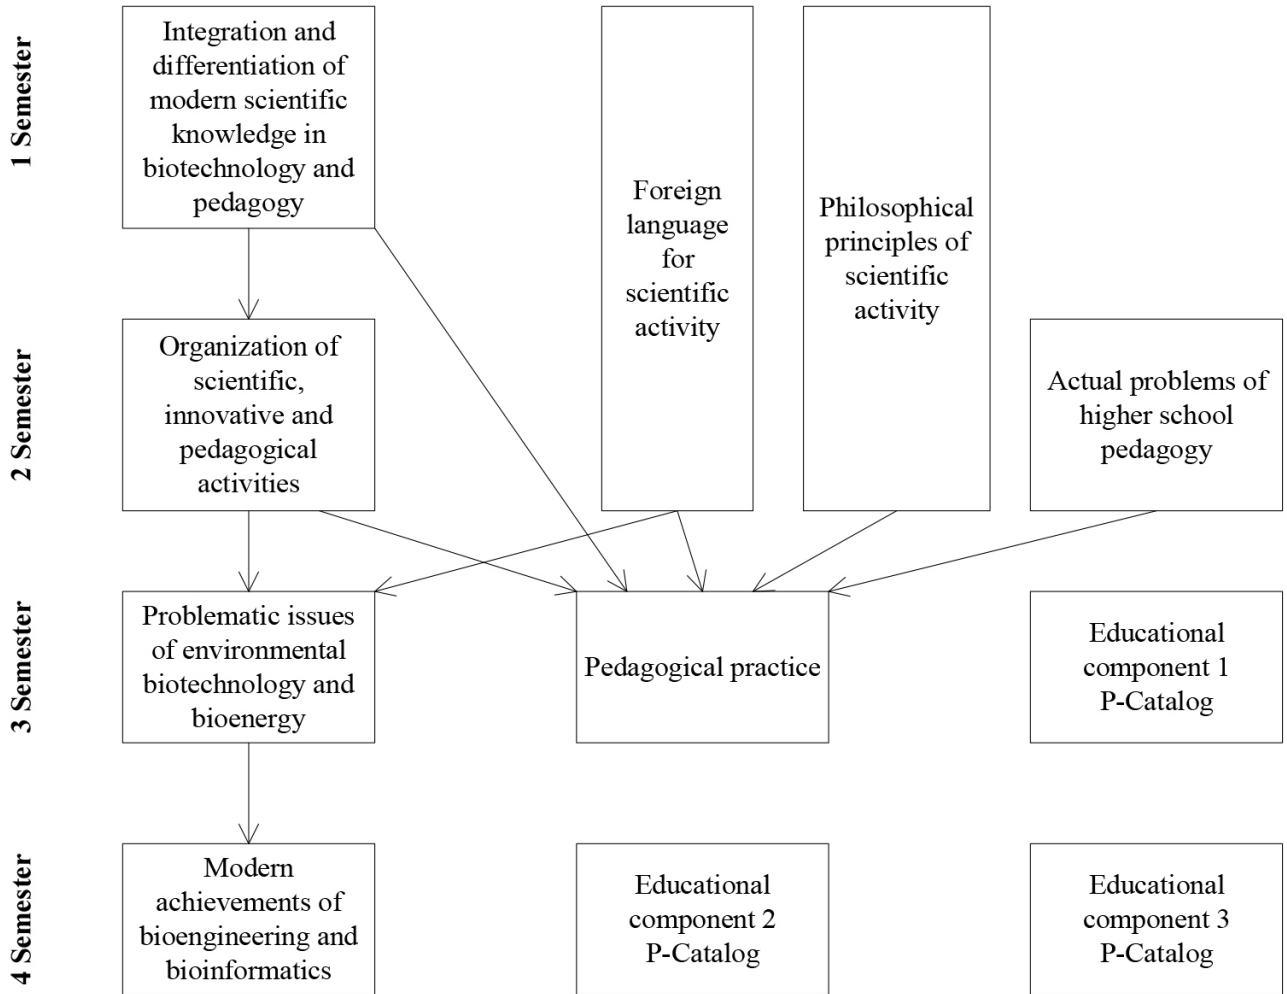 1 Semester
Integration and
differentiation of
modern scientific
knowledge in
biotechnology and
pedagogy
Foreign
language
for
scientific
activity
Philosophical
principles of
scientific
activity
2 Semester
Organization of
scientific,
innovative and
pedagogical
activities
Actual problems of
higher school
pedagogy
3 Semester
Problematic issues
of environmental
biotechnology and
bioenergy
Pedagogical practice
Educational
component 1
P-Catalog
4 Semester
Modern
achievements of
bioengineering and
bioinformatics
Educational
component 2
P-Catalog
Educational
component 3
P-Catalog